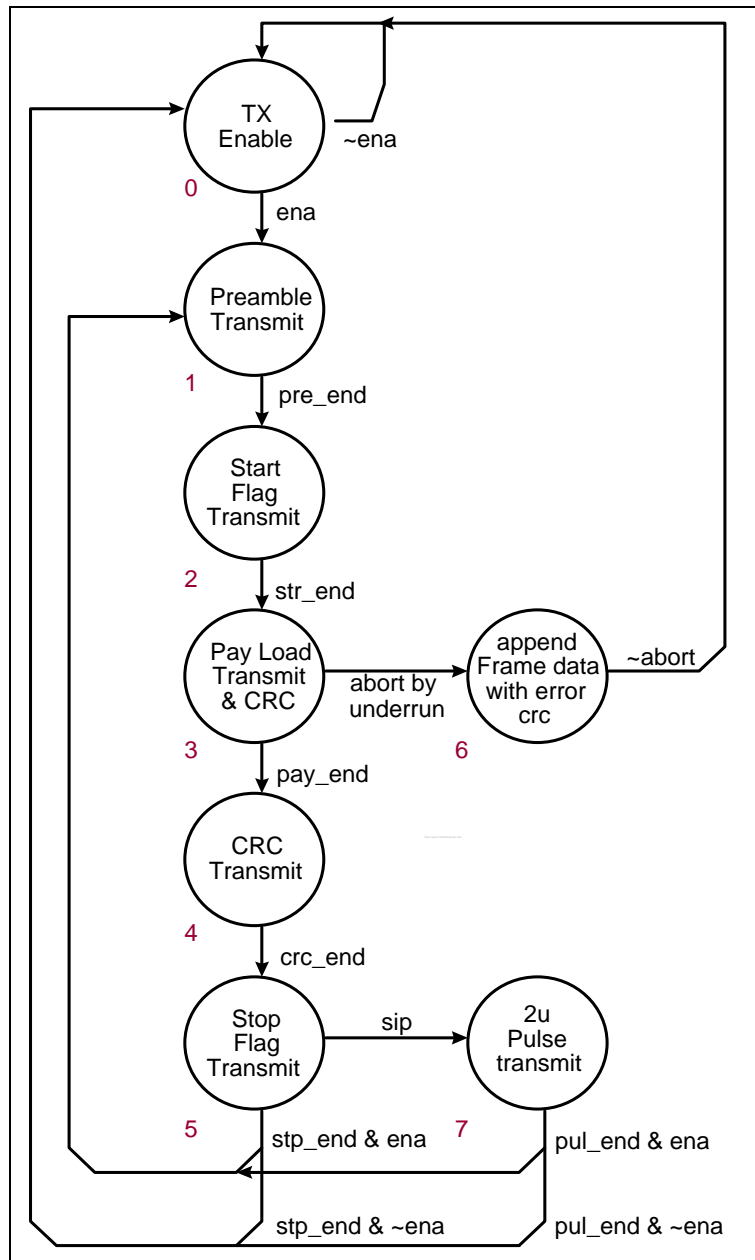 TX
Enable
~ena
0
ena
Preamble
Transmit
1
pre_end
Start
Flag
Transmit
2
str_end
Pay Load
Transmit
& CRC
abort by
underrun
append
Frame data
with error
crc
~abort
3
6
pay_end
CRC
Transmit
4
crc_end
Stop
Flag
Transmit
sip
2u
Pulse
transmit
5
7
stp_end & ena
pul_end & ena
stp_end & ~ena
pul_end & ~ena